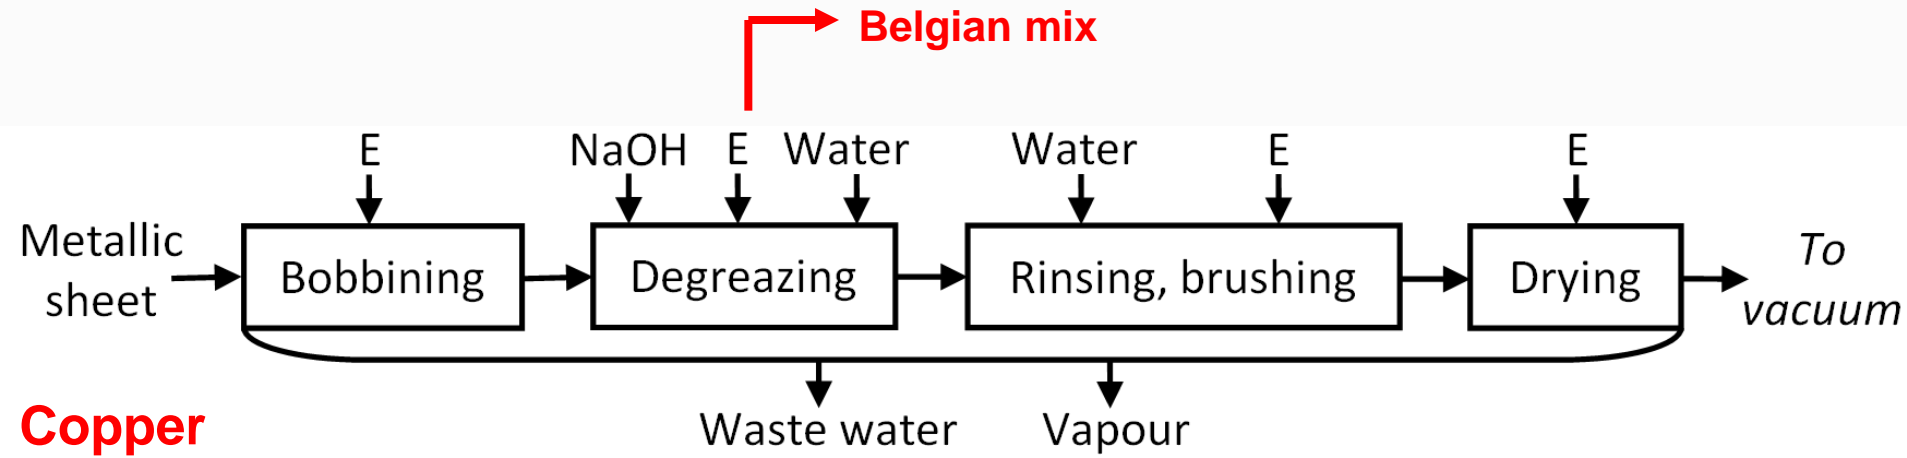 Belgian mix
E
NaOH
E
Water
Water
E
E
Metallic
sheet
Bobbining
Degreazing
Rinsing, brushing
Drying
To
vacuum
Copper
Waste water
Vapour